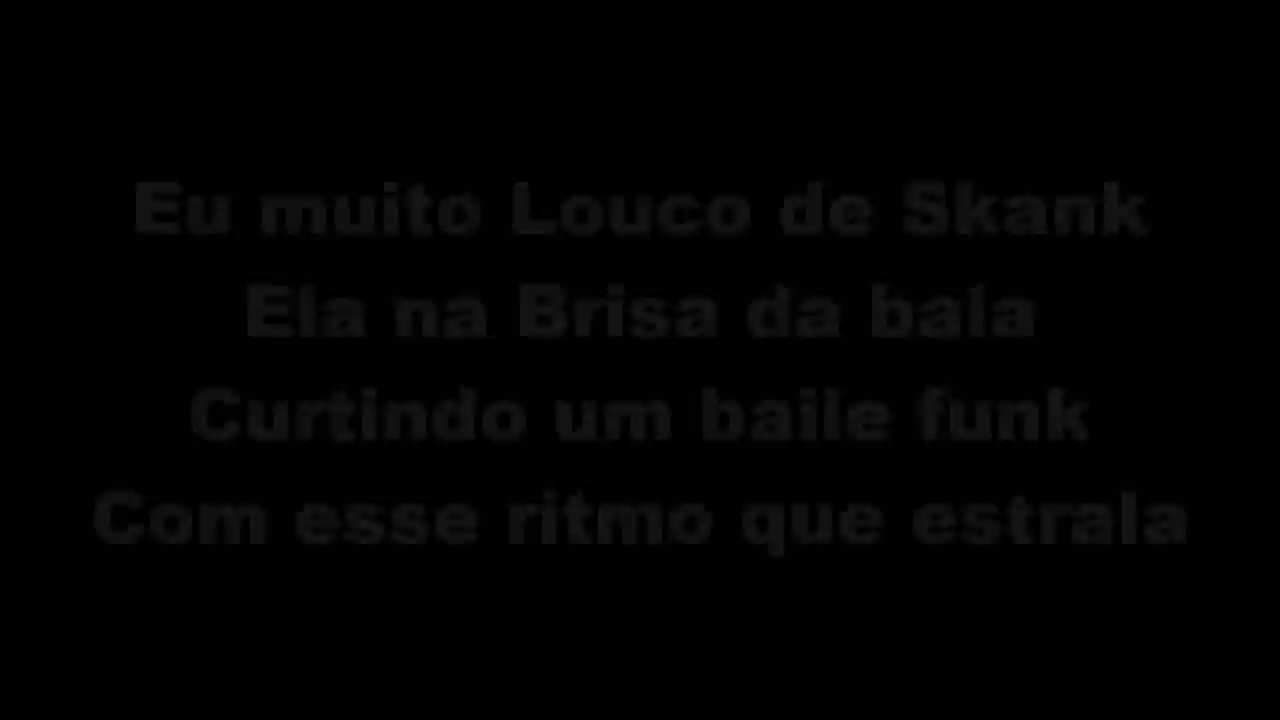 Eu muito Louco de Skank
Ela na Brisa da bala
Curtindo um baile funk
Com esse ritmo que estrala